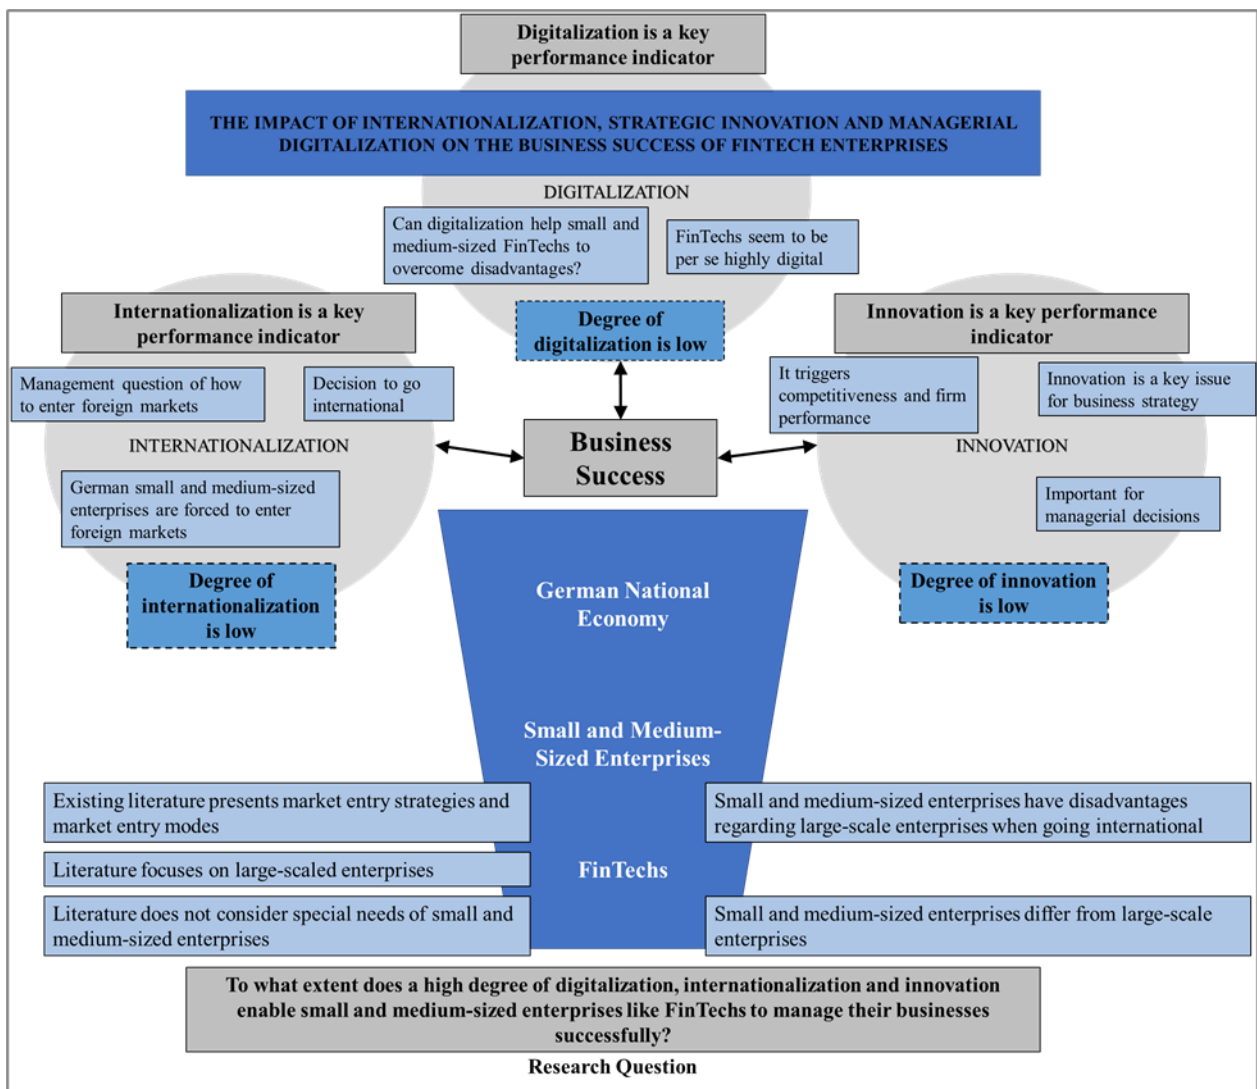 Digitalization is a key
performance indicator
THE IMPACT OF INTERNATIONALIZATION, STRATEGIC INNOVATION AND MANAGERIAL
DIGITALIZATION ON THE BUSINESS SUCCESS OF FINTECH ENTERPRISES
DIGITALIZATION
Can digitalization help small and
medium-sized FinTechs to
overcome disadvantages?
FinTechs seem to be
per se highly digital
Degree of
digitalization is low
Internationalization is a key
performance indicator
Management question of how
to enter foreign markets
Decision to go
international
INTERNATIONALIZATION
German small and medium-sized
enterprises are forced to enter
foreign markets
Degree of
internationalization
is low
Business
Success
Innovation is a key performance
indicator
It triggers
competitiveness and firm
performance
Innovation is a key issue
for business strategy
INNOVATION
Important for
managerial decisions
Degree of innovation
is low
German National
Economy
Small and Medium-
Sized Enterprises
FinTechs
Existing literature presents market entry strategies and
market entry modes
Literature focuses on large-scaled enterprises
Literature does not consider special needs of small and
medium-sized enterprises
Small and medium-sized enterprises have disadvantages
regarding large-scale enterprises when going international
Small and medium-sized enterprises differ from large-scale
enterprises
To what extent does a high degree of digitalization, internationalization and innovation
enable small and medium-sized enterprises like FinTechs to manage their businesses
successfully?
Research Question